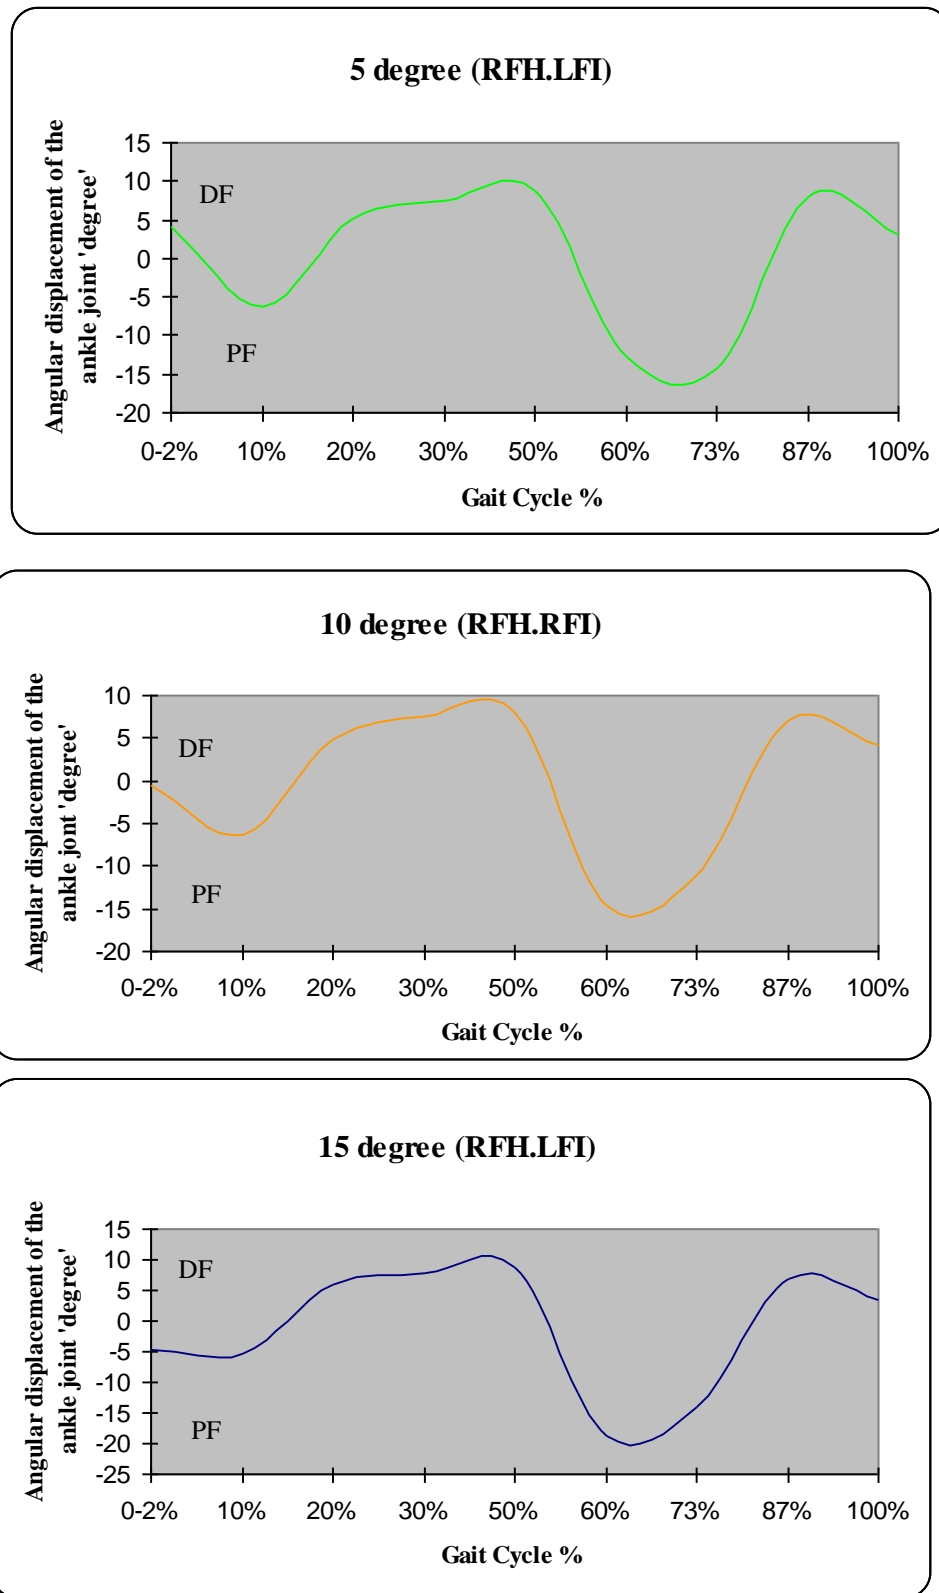 5 degree (RFH.LFI)
Angular displacement of the
ankle joint 'degree'
15
10
5
0
-5
-10
-15
-20
DF
PF
0-2% 10% 20% 30% 50% 60% 73% 87% 100%
Gait Cycle %
10 degree (RFH.RFI)
Angular displacement of the
ankle jont 'degree'
10
5
0
-5
-10
-15
-20
DF
PF
0-2% 10% 20% 30% 50% 60% 73% 87% 100%
Gait Cycle %
15 degree (RFH.LFI)
Angular displacement of the
ankle joint 'degree'
15
10
5
0
-5
-10
-15
-20
-25
DF
PF
0-2% 10% 20% 30% 50% 60% 73% 87% 100%
Gait Cycle %